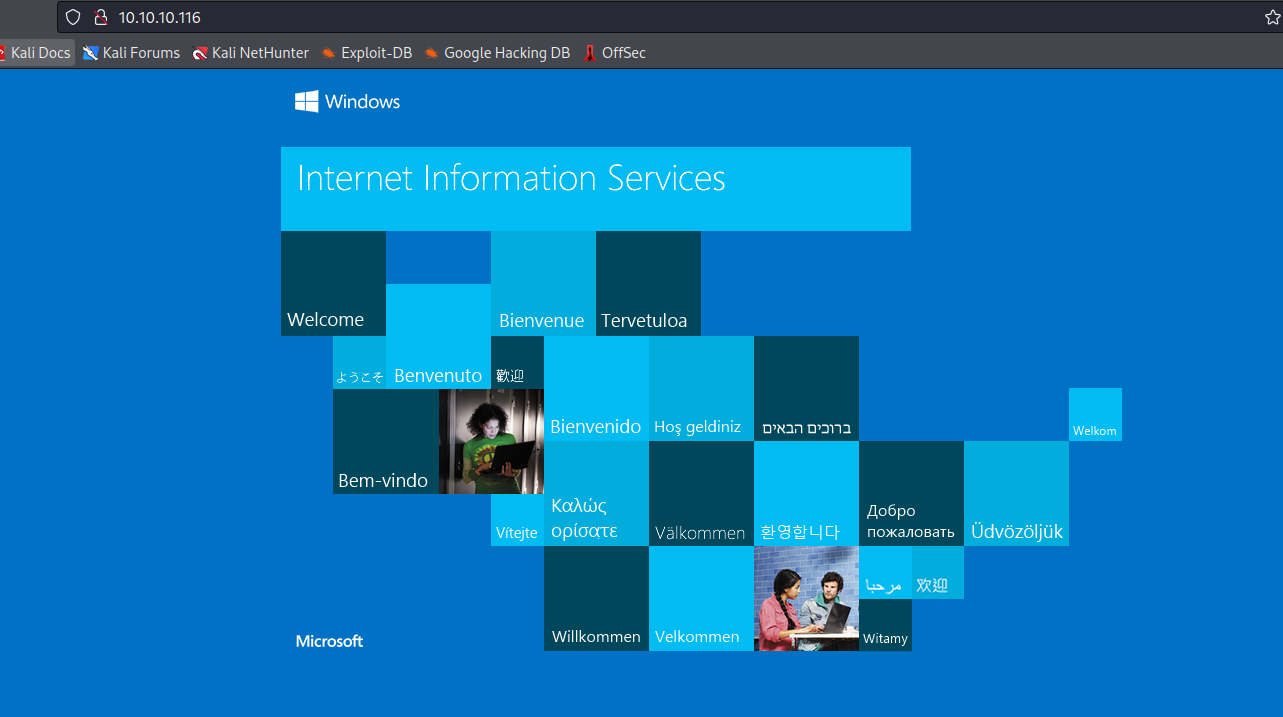 10.10.10.116
Kali Docs Kali Forums Kali NetHunter Exploit-DB Google Hacking DB OffSec
Windows
Internet Information Services
Welcome
Bienvenue
Tervetuloa
ようこそ
Benvenuto
歡迎
Bienvenido
Hoş geldiniz
ברוכים הבאים
Welkom
Bem-vindo
Vítejte
Καλώς
ορίσατε
Välkommen
환영합니다
Добро
пожаловать
Üdvözöljük
Willkommen
Velkommen
مرحبا
欢迎
Witamy
Microsoft